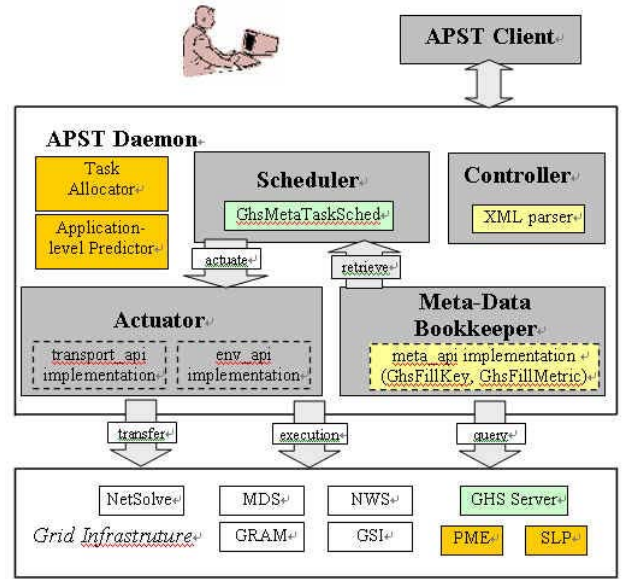 APST Client
APST Daemon
Task
Allocator
Application-
level Predictor
Scheduler
GhsMetaTaskSched
Controller
XML parser
actuate
retrieve
Actuator
transport_api
implementation
env_api
implementation
Meta-Data
Bookkeeper
meta_api implementation
(GhsFillKey, GhsFillMetric)
transfer
execution
query
NetSolve
MDS
NWS
GHS Server
Grid Infrastruture
GRAM
GSI
PME
SLP